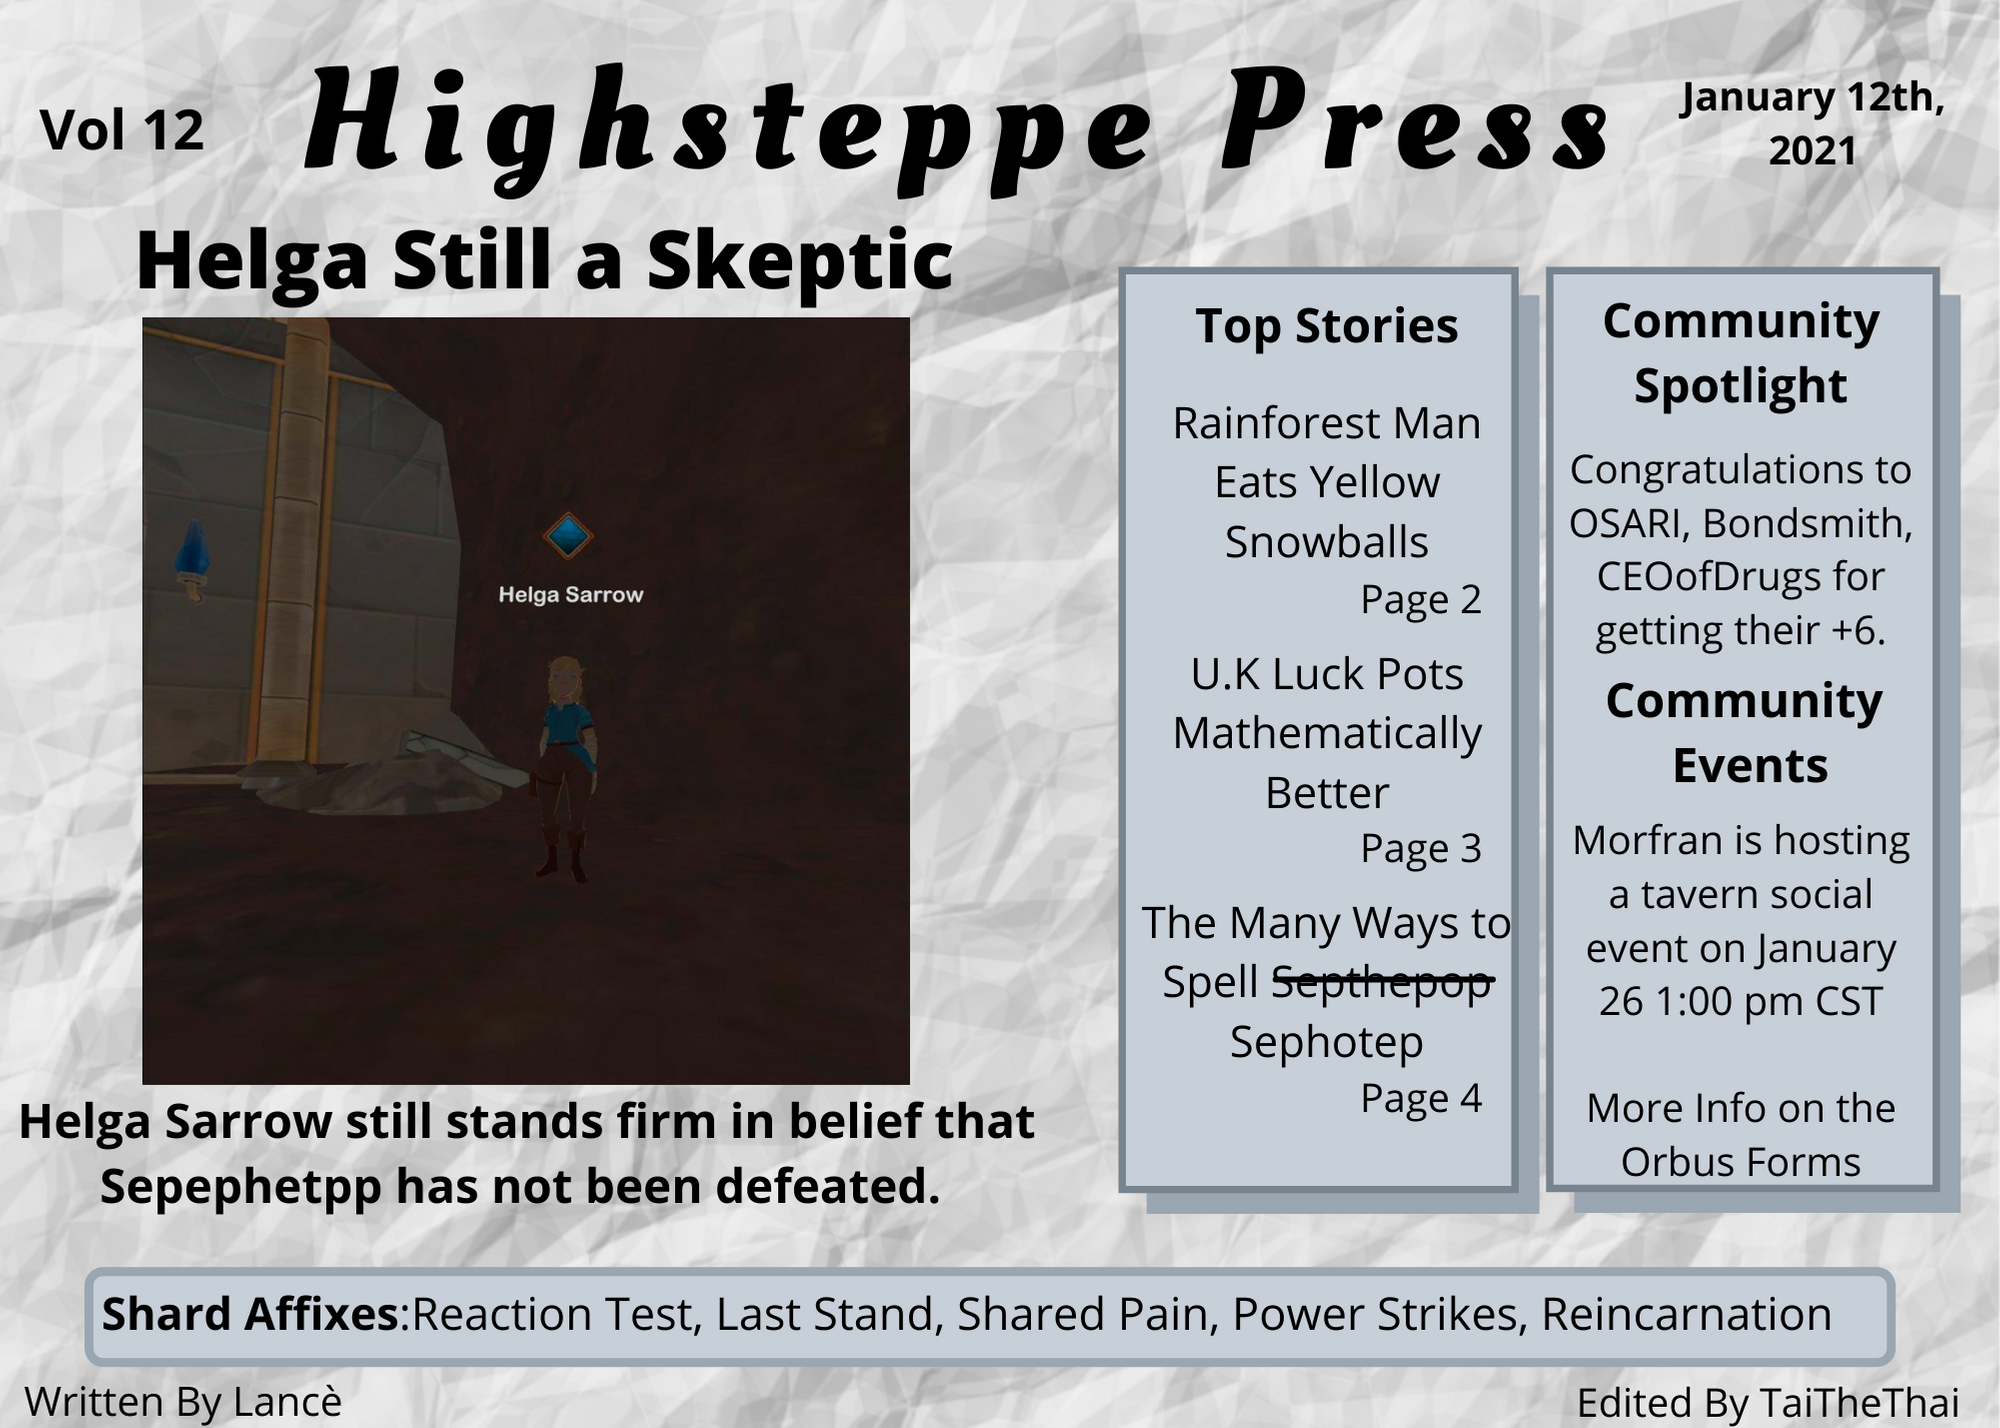 Vol 12
Highsteppe Press
January 12th,
2021
Helga Still a Skeptic
Helga Sarrow
Helga Sarrow still stands firm in belief that
Sepephetpp has not been defeated.
Top Stories
Rainforest Man
Eats Yellow
Snowballs
Page 2
U.K Luck Pots
Mathematically
Better
Page 3
The Many Ways to
Spell Septhepop
Sephotep
Page 4
Community
Spotlight
Congratulations to
OSARI, Bondsmith,
CEOofDrugs for
getting their +6.
Community
Events
Morfran is hosting
a tavern social
event on January
26 1:00 pm CST
More Info on the
Orbus Forms
Shard Affixes:Reaction Test, Last Stand, Shared Pain, Power Strikes, Reincarnation
Written By Lancè
Edited By TaiTheThai